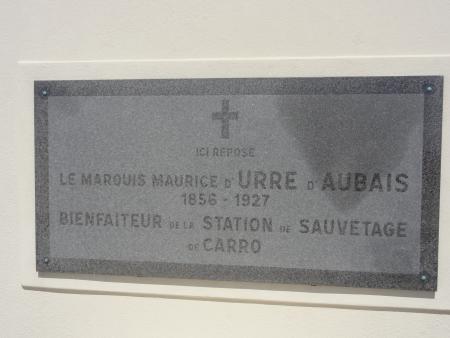 ICI REPOSE
LE MARQUIS MAURICE D'URRE D'AUBAIS
1856 - 1927
BIENFAITEUR DE LA STATION DE SAUVETAGE
DE CARRO